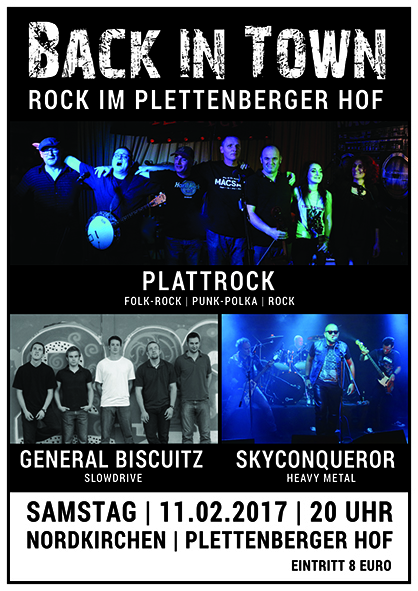 BACK IN TOWN
ROCK IM PLETTENBERGER HOF
PLATTROCK
FOLK-ROCK | PUNK-POLKA | ROCK
GENERAL BISCUITZ
SLOWDRIVE
SKYCONQUEROR
HEAVY METAL
SAMSTAG | 11.02.2017 | 20 UHR
NORDKIRCHEN | PLETTENBERGER HOF
EINTRITT 8 EURO